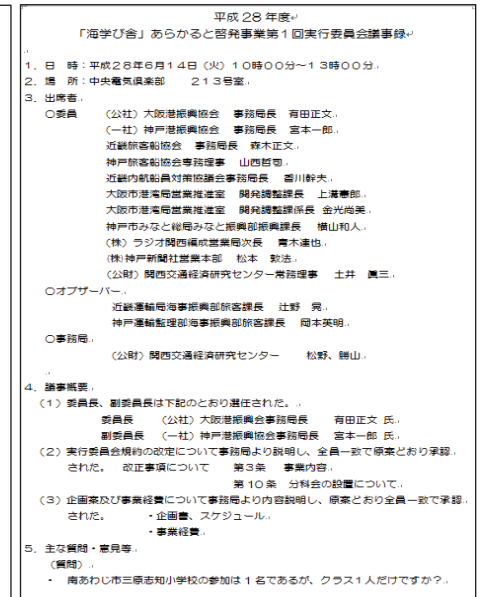 平成28年度
「海学び舎」あらかると啓発事業第1回実行委員会議事録
1．日　時：平成28年6月14日（火）10時00分～13時00分
2．場　所：中央電気倶楽部　　213号室
3．出席者
○委員　　（公社）大阪港振興協会　事務局長　有田正文
（一社）神戸港振興協会　事務局長　宮本一郎
近畿旅客船協会　事務局長　森木正文
神戸旅客船協会専務理事　山西哲司
近畿内航船員対策協議会事務局長　香川幹夫
大阪市港湾局営業推進室　開発調整課長　上溝憲郎
大阪市港湾局営業推進室　開発調整課係長　金光尚美
神戸市みなと総局みなと振興部振興課長　横山和人
（株）ラジオ関西編成営業局次長　青木達也
（株）神戸新聞社営業本部　松本　敦法
（公財）関西交通経済研究センター常務理事　土井　眞三
○オブザーバー
近畿運輸局海事振興部旅客課長　辻野　晃
神戸運輸監理部海事振興部旅客課長　岡本英明
○事務局
（公財）関西交通経済研究センター　　松野、勝山
4．議事概要
（1）委員長、副委員長は下記のとおり選任された。
委員長　　（公社）大阪港振興会事務局長　　有田正文 氏
副委員長　（一社）神戸港振興協会事務局長　宮本一郎 氏
（2）実行委員会規約の改定について事務局より説明し、全員一致で原案どおり承認
された。　改正事項について　　第3条　事業内容
第10条　分科会の設置について
（3）企画案及び事業経費について事務局より内容説明し、原案どおり全員一致で承認
された。　　・企画書、スケジュール
・事業経費
5．主な質問・意見等
（質問）
・　南あわじ市三原志知小学校の参加は1名であるが、クラス1人だけですか？